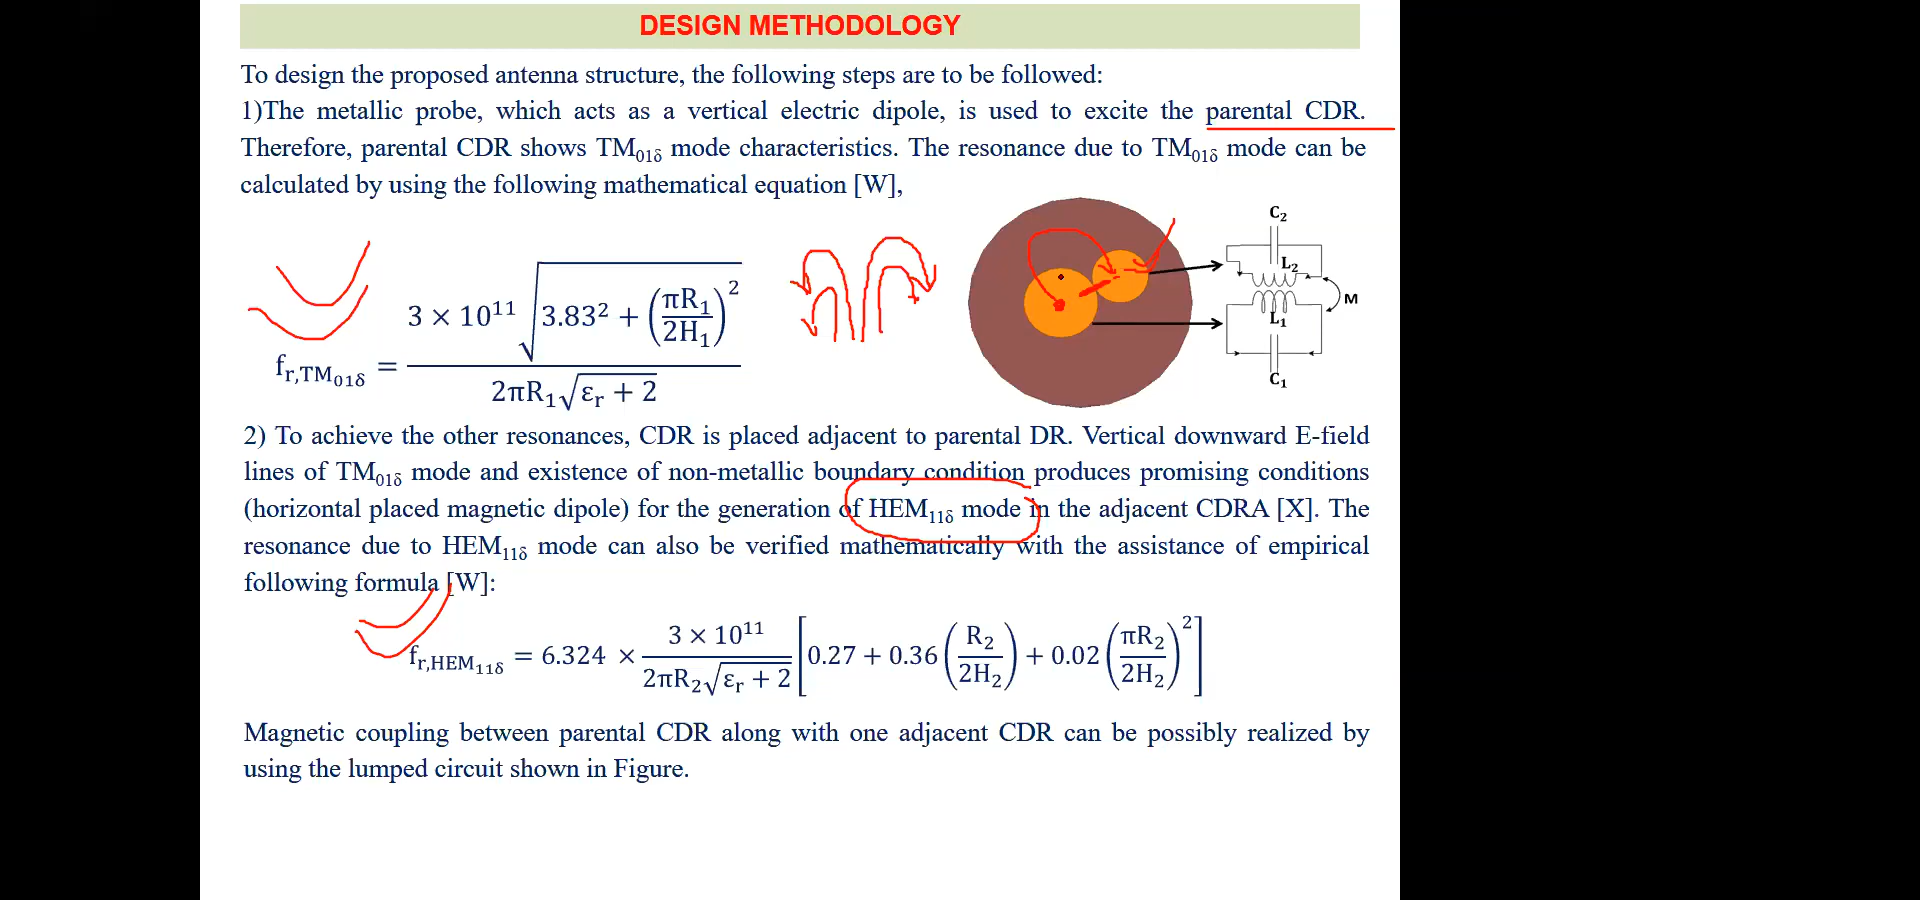 DESIGN METHODOLOGY
To design the proposed antenna structure, the following steps are to be followed:
1)The metallic probe, which acts as a vertical electric dipole, is used to excite the parental CDR.
Therefore, parental CDR shows TM₀₁δ mode characteristics. The resonance due to TM₀₁δ mode can be
calculated by using the following mathematical equation [W],
f_r,TM₀₁δ = 3 × 10¹¹ √(3.83² + (πR₁/2H₁)²) / 2πR₁√(ε_r + 2)
C₂
L₂
M
L₁
C₁
2) To achieve the other resonances, CDR is placed adjacent to parental DR. Vertical downward E-field
lines of TM₀₁δ mode and existence of non-metallic boundary condition produces promising conditions
(horizontal placed magnetic dipole) for the generation of HEM₁₁δ mode in the adjacent CDRA [X]. The
resonance due to HEM₁₁δ mode can also be verified mathematically with the assistance of empirical
following formula [W]:
f_r,HEM₁₁δ = 6.324 × 3 × 10¹¹ / 2πR₂√(ε_r + 2) [0.27 + 0.36 (R₂/2H₂) + 0.02 (πR₂/2H₂)²]
Magnetic coupling between parental CDR along with one adjacent CDR can be possibly realized by
using the lumped circuit shown in Figure.